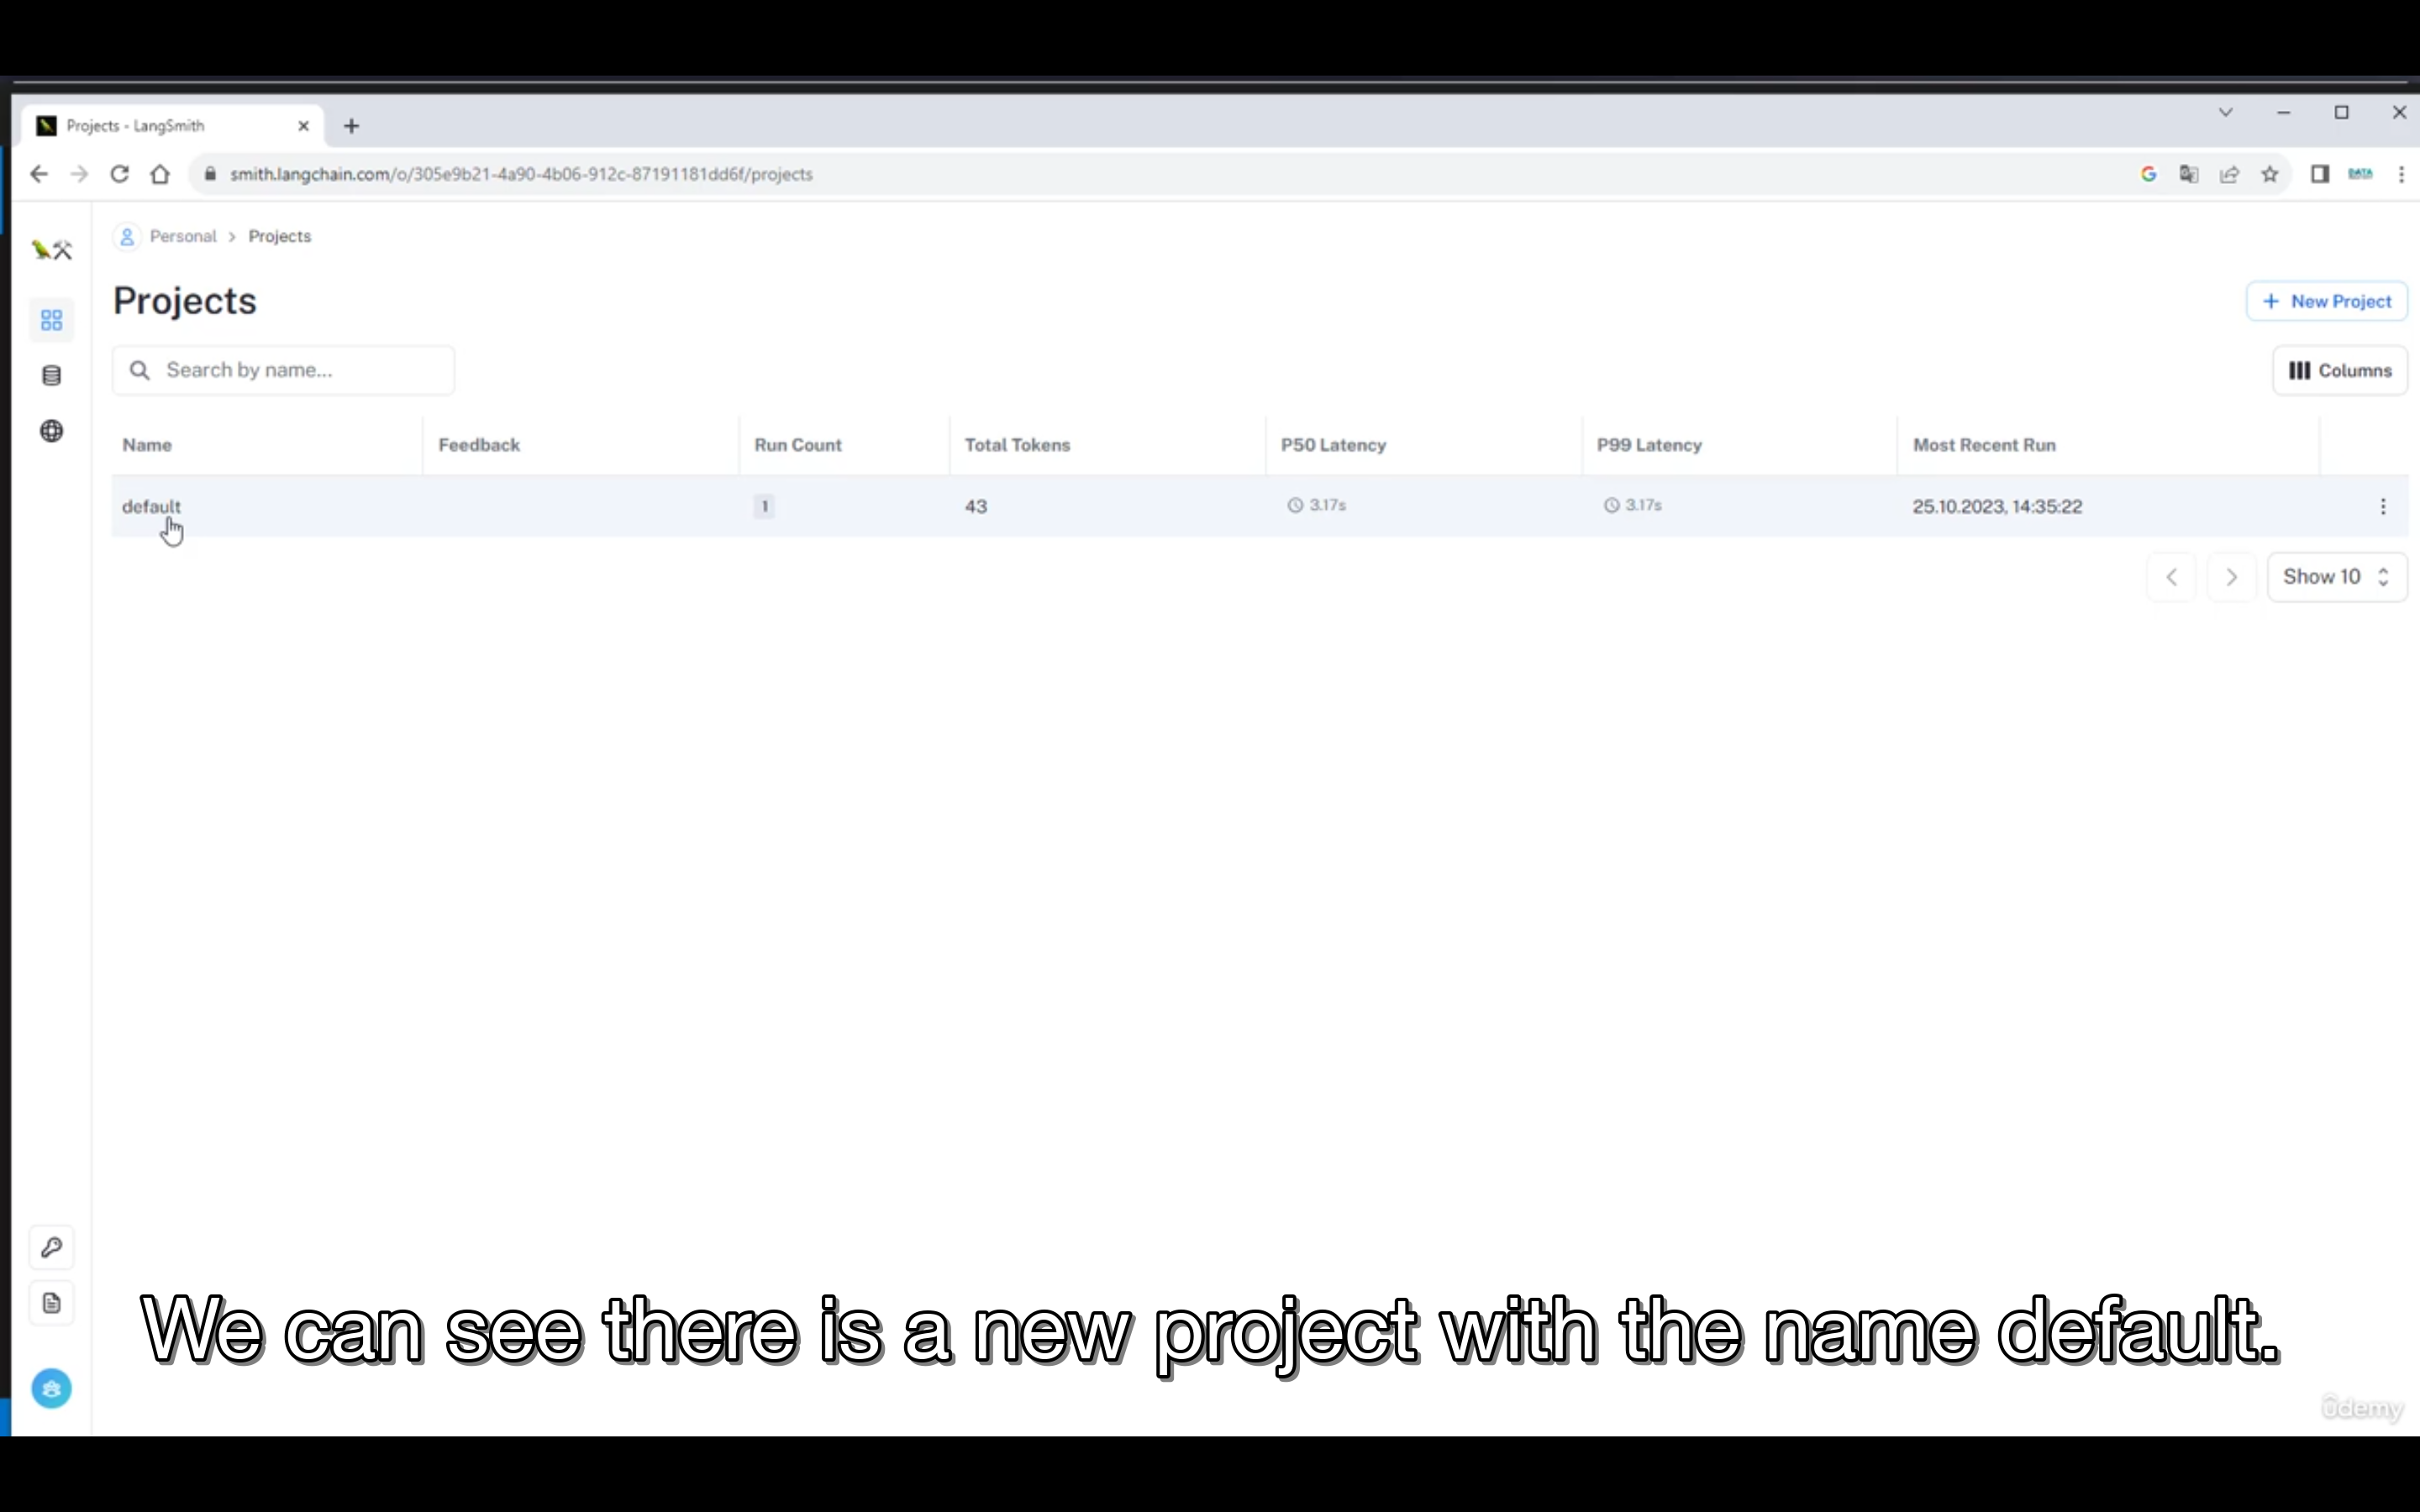 Projects - LangSmith
smith.langchain.com/o/305e9b21-4a90-4b06-912c-87191181dd6f/projects
DATA
Personal > Projects
Projects
+ New Project
Search by name...
Columns
Name Feedback Run Count Total Tokens P50 Latency P99 Latency Most Recent Run
default 1 43 3.17s 3.17s 25.10.2023, 14:35:22
Show 10
We can see there is a new project with the name default.
ûdemy